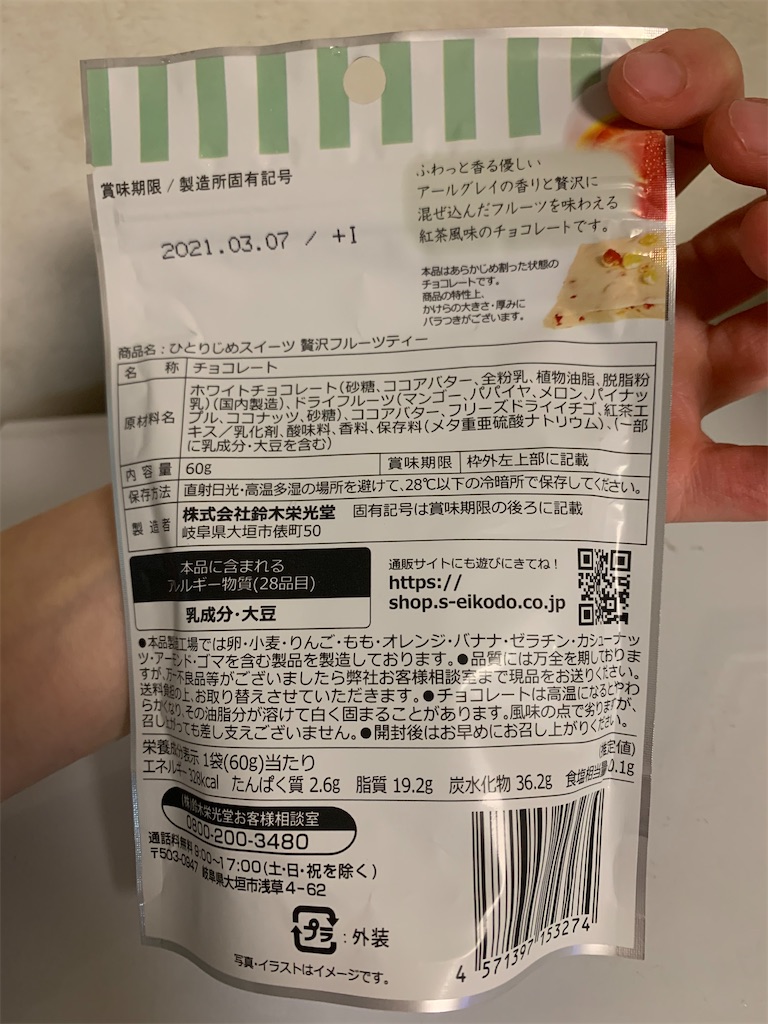 賞味期限 / 製造所固有記号
2021.03.07 / +I
ふわっと香る優しい
アールグレイの香りと贅沢に
混ぜ込んだフルーツを味わえる
紅茶風味のチョコレートです。
本品はあらかじめ割った状態の
チョコレートです。
商品の特性上、
かけらの大きさ・厚みに
バラつきがございます。
商品名：ひとりじめスイーツ 贅沢フルーツティー
名称 チョコレート
原材料名 ホワイトチョコレート(砂糖、ココアバター、全粉乳、植物油脂、脱脂粉
乳)(国内製造)、ドライフルーツ(マンゴー、パパイヤ、メロン、パイナッ
プル、ココナッツ、砂糖)、ココアバター、フリーズドライイチゴ、紅茶エ
キス／乳化剤、酸味料、香料、保存料(メタ重亜硫酸ナトリウム)、(一部
に乳成分・大豆を含む)
内容量 60g 賞味期限 枠外左上部に記載
保存方法 直射日光・高温多湿の場所を避けて、28℃以下の冷暗所で保存してください。
製造者 株式会社鈴木栄光堂 固有記号は賞味期限の後ろに記載
岐阜県大垣市俵町50
本品に含まれる
アレルギー物質(28品目)
乳成分・大豆
通販サイトにも遊びにきてね！
https://
shop.s-eikodo.co.jp
●本品製造工場では卵・小麦・りんご・もも・オレンジ・バナナ・ゼラチン・カシューナッ
ツ・アーモンド・ゴマを含む製品を製造しております。●品質には万全を期しておりま
すが、万一不良品等がございましたら弊社お客様相談室まで現品をお送りください。
送料負担の上、お取り替えさせていただきます。●チョコレートは高温になるとやわ
らかくなり、その油脂分が溶けて白く固まることがあります。風味の点で劣りますが、
召し上がっても差し支えございません。●開封後はお早めにお召し上がりください。
栄養成分表示 1袋(60g)当たり (推定値)
エネルギー 328kcal たんぱく質 2.6g 脂質 19.2g 炭水化物 36.2g 食塩相当量 0.1g
(株)鈴木栄光堂お客様相談室
0800-200-3480
通話料無料 9:00〜17:00(土・日・祝を除く)
〒503-0947 岐阜県大垣市浅草4-62
プラ ：外装
写真・イラストはイメージです。
4 571397 153274